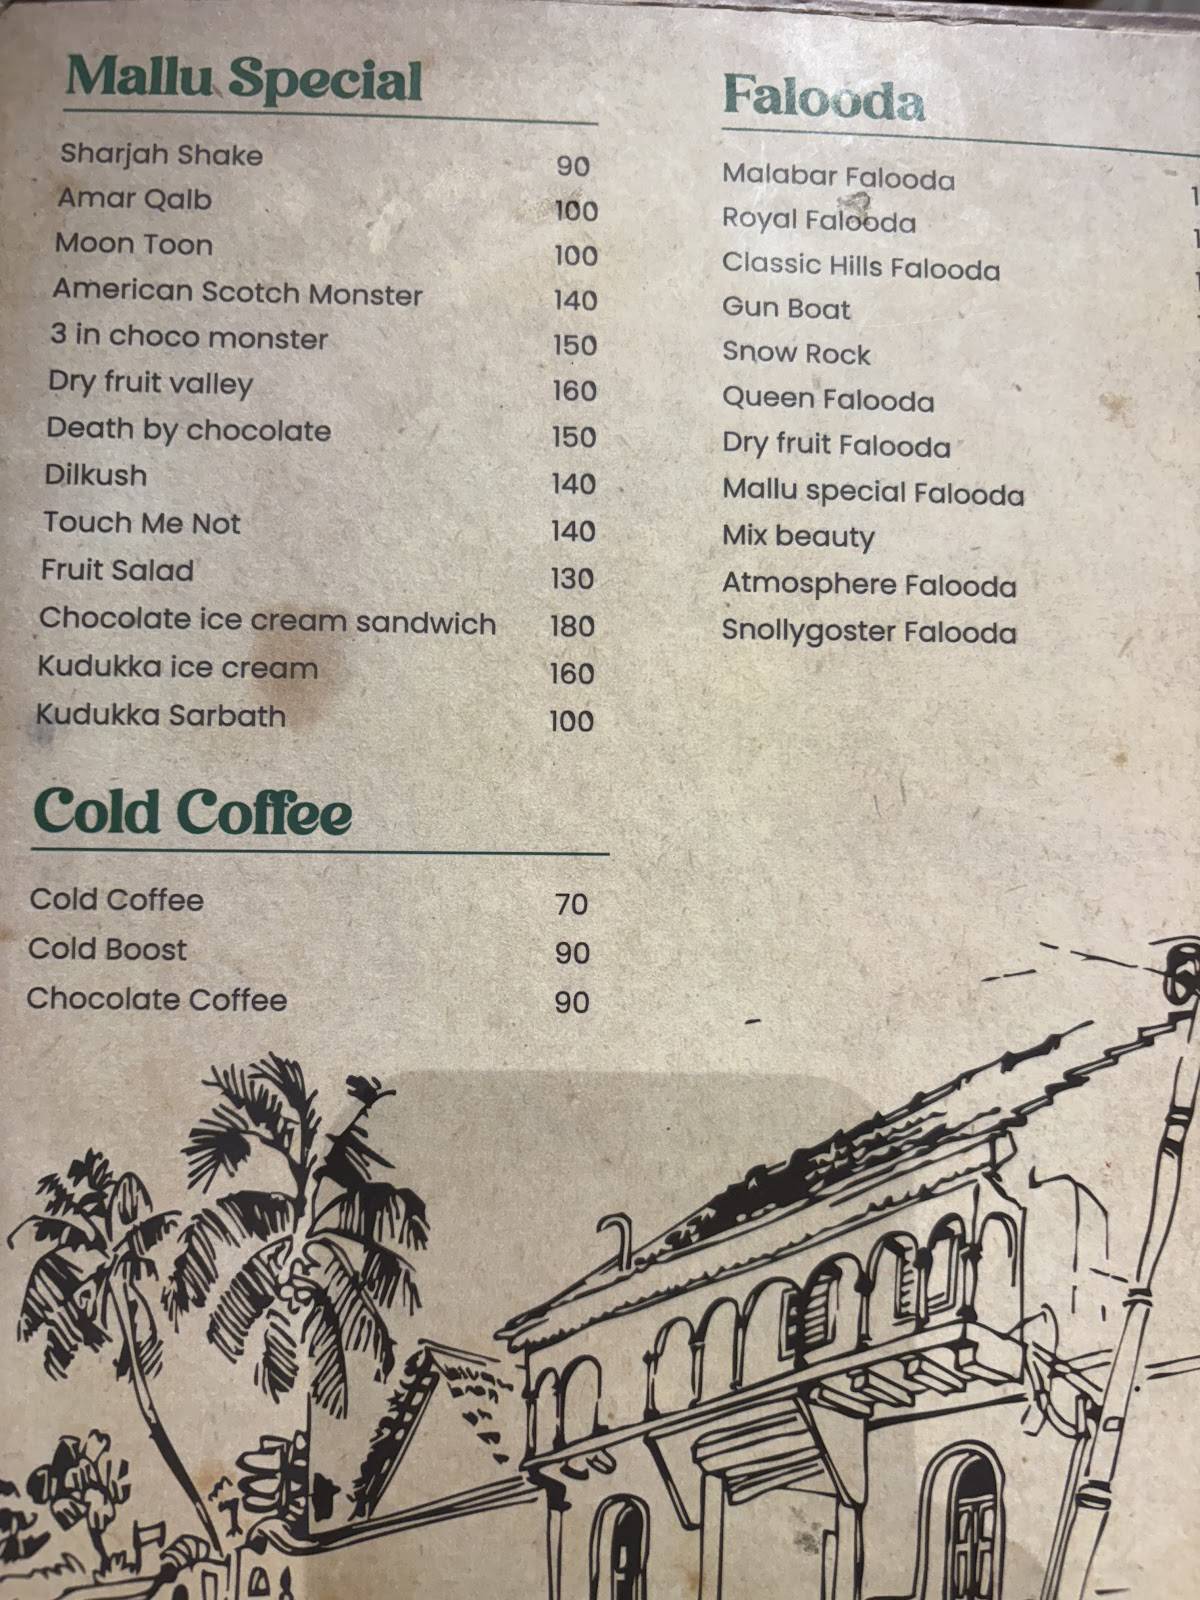 Mallu Special
Sharjah Shake 90
Amar Qalb 100
Moon Toon 100
American Scotch Monster 140
3 in choco monster 150
Dry fruit valley 160
Death by chocolate 150
Dilkush 140
Touch Me Not 140
Fruit Salad 130
Chocolate ice cream sandwich 180
Kudukka ice cream 160
Kudukka Sarbath 100
Cold Coffee
Cold Coffee 70
Cold Boost 90
Chocolate Coffee 90
Falooda
Malabar Falooda
Royal Falooda
Classic Hills Falooda
Gun Boat
Snow Rock
Queen Falooda
Dry fruit Falooda
Mallu special Falooda
Mix beauty
Atmosphere Falooda
Snollygoster Falooda